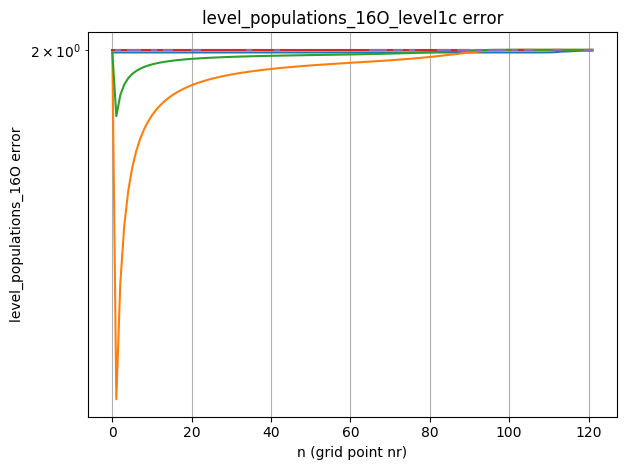 level_populations_16O_level1c error
2 × 10⁰
level_populations_16O error
0 20 40 60 80 100 120
n (grid point nr)